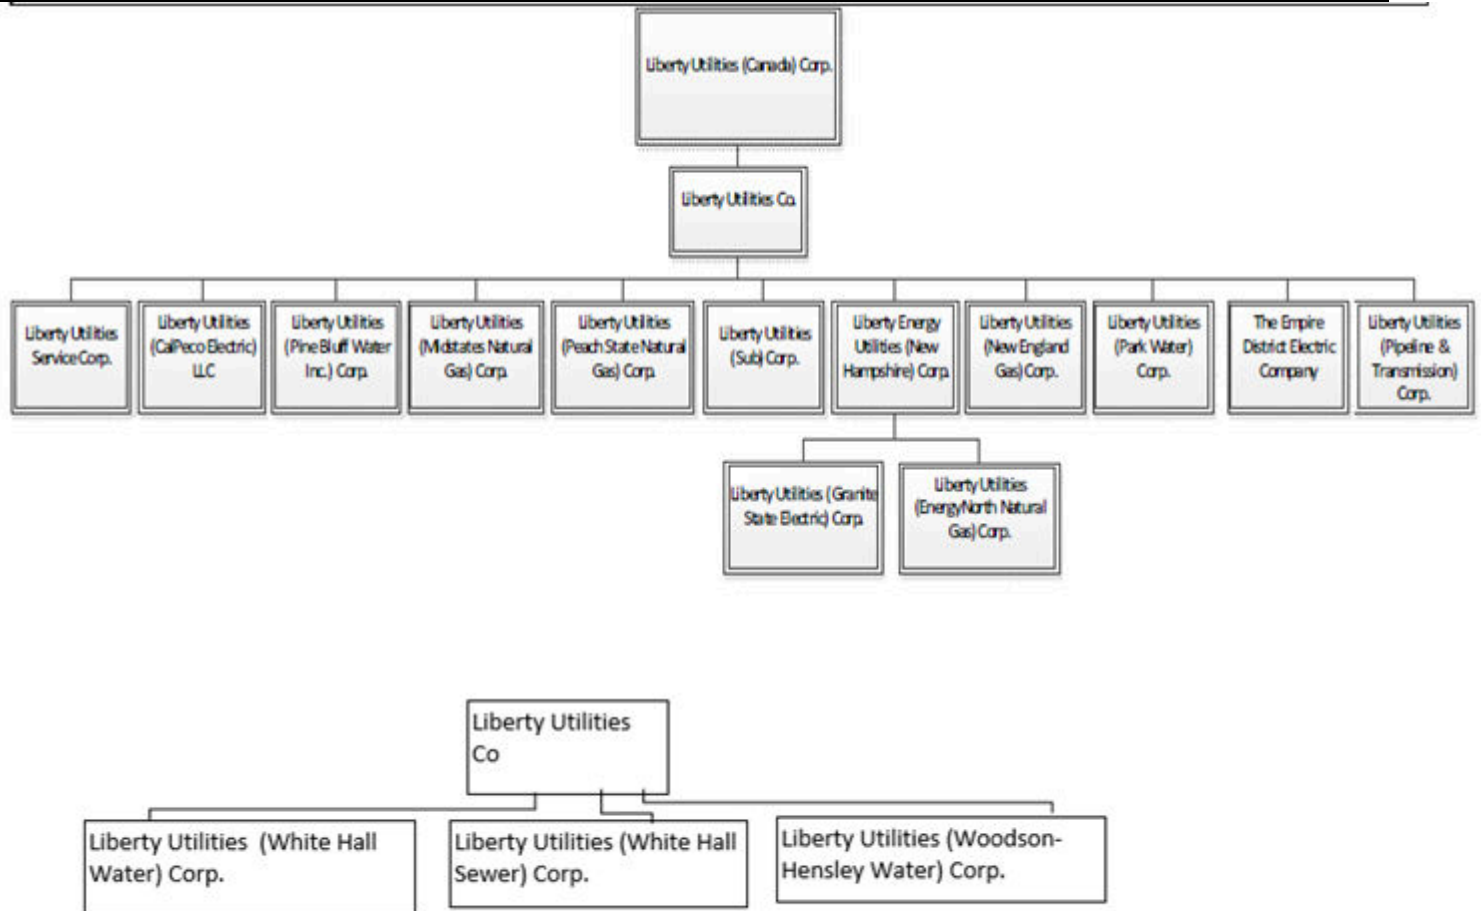 Liberty Utilities (Canada) Corp.
Liberty Utilities Co.
Liberty Utilities
Service Corp.
Liberty Utilities
(CalPeco Electric)
LLC
Liberty Utilities
(Pine Bluff Water
Inc.) Corp.
Liberty Utilities
(Midstates Natural
Gas) Corp.
Liberty Utilities
(Peach State Natural
Gas) Corp.
Liberty Utilities
(Sub) Corp.
Liberty Energy
Utilities (New
Hampshire) Corp.
Liberty Utilities
(New England
Gas) Corp.
Liberty Utilities
(Park Water)
Corp.
The Empire
District Electric
Company
Liberty Utilities
(Pipeline &
Transmission)
Corp.
Liberty Utilities (Granite
State Electric) Corp.
Liberty Utilities
(EnergyNorth Natural
Gas) Corp.
Liberty Utilities
Co
Liberty Utilities (White Hall
Water) Corp.
Liberty Utilities (White Hall
Sewer) Corp.
Liberty Utilities (Woodson-
Hensley Water) Corp.